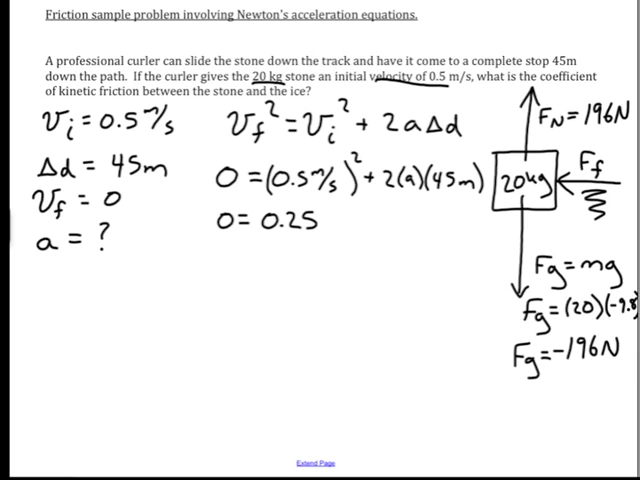 Friction sample problem involving Newton's acceleration equations.
A professional curler can slide the stone down the track and have it come to a complete stop 45m
down the path. If the curler gives the 20 kg stone an initial velocity of 0.5 m/s, what is the coefficient
of kinetic friction between the stone and the ice?
Vi = 0.5 m/s
Δd = 45m
Vf = 0
a = ?
Vf² = Vi² + 2aΔd
0 = (0.5 m/s)² + 2(a)(45m)
0 = 0.25
FN = 196N
20kg
Ff
Fg = mg
Fg = (20)(-9.8)
Fg = -196N
Extend Page